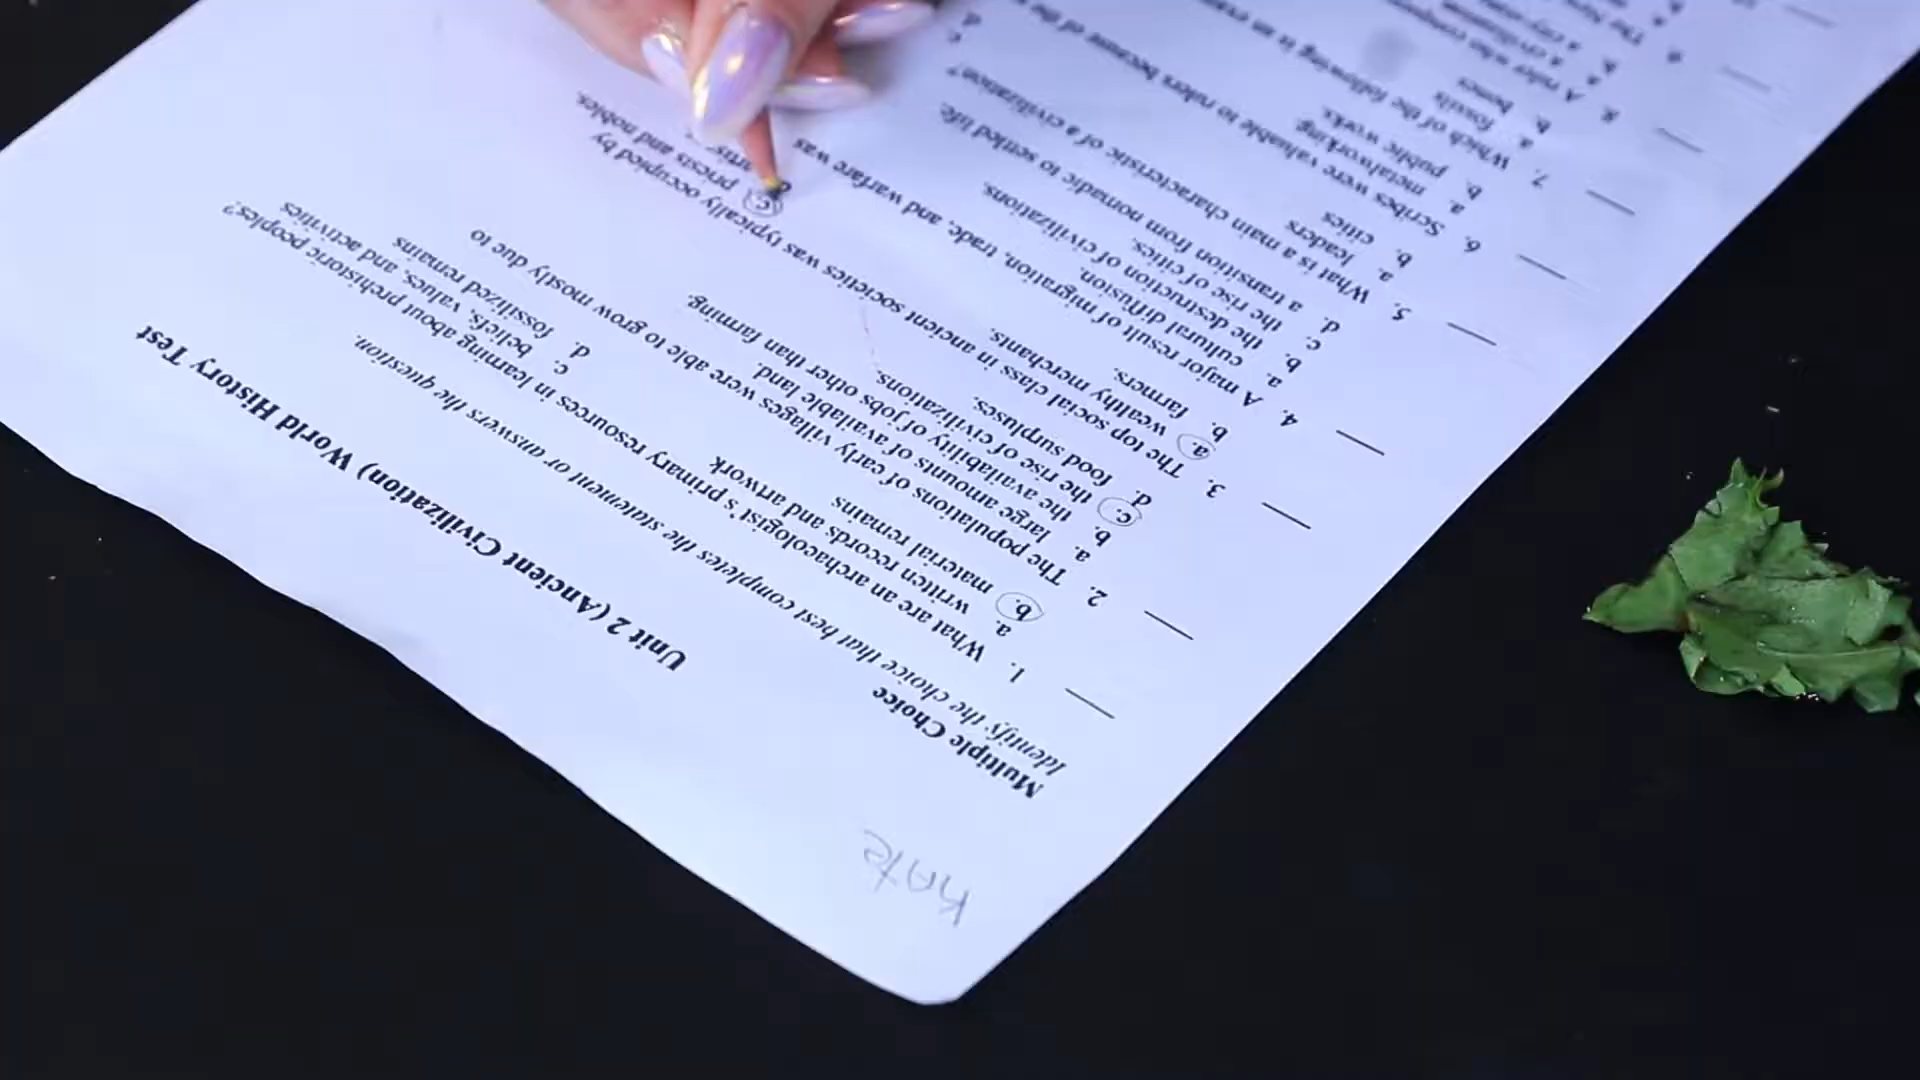 Kate
Unit 2 (Ancient Civilization) World History Test
Multiple Choice
Identify the choice that best completes the statement or answers the question.
1. What are an archaeologist's primary resources in learning about prehistoric peoples?
a. written records and artwork c. beliefs, values, and activities
b. material remains d. fossilized remains
2. The populations of early villages were able to grow mostly due to
a. large amounts of available land.
b. the availability of jobs other than farming.
c. the rise of civilizations.
d. food surpluses.
3. The top social class in ancient societies was typically occupied by
a. wealthy merchants. c. priests and nobles.
b. farmers.
4. A major result of migration, trade, and warfare was
a. cultural diffusion.
b. the destruction of civilizations.
c. the rise of cities.
d. a transition from nomadic to settled life.
5. What is a main characteristic of a civilization?
a. leaders c.
b. cities d.
6. Scribes were valuable to rulers because of the
a. metalworking
b. public works.
7. Which of the following is an
a. bones
b. fossils
8. A ruler who
a. a civilization
b. a city-state
9. The
a.
b.